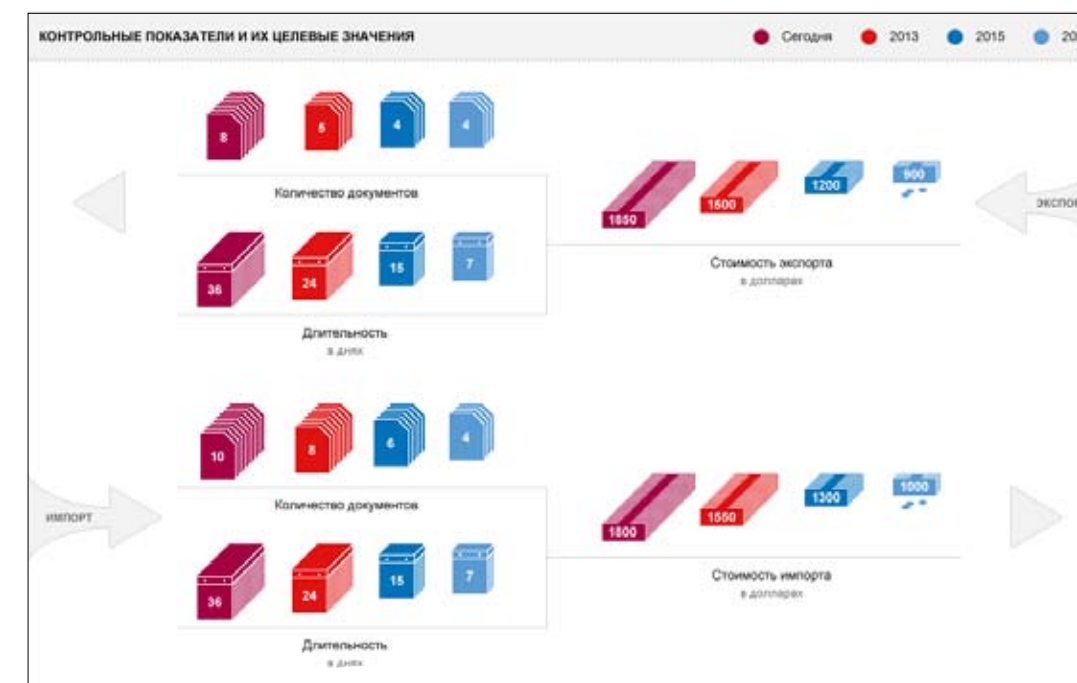 КОНТРОЛЬНЫЕ ПОКАЗАТЕЛИ И ИХ ЦЕЛЕВЫЕ ЗНАЧЕНИЯ
Сегодня 2013 2015
8 5 4 4
Количество документов
1850 1500 1200 900
Стоимость экспорта
в долларах
36 24 15 7
Длительность
в днях
10 8 6 4
Количество документов
ИМПОРТ
1800 1550 1300 1000
Стоимость импорта
в долларах
36 24 15 7
Длительность
в днях